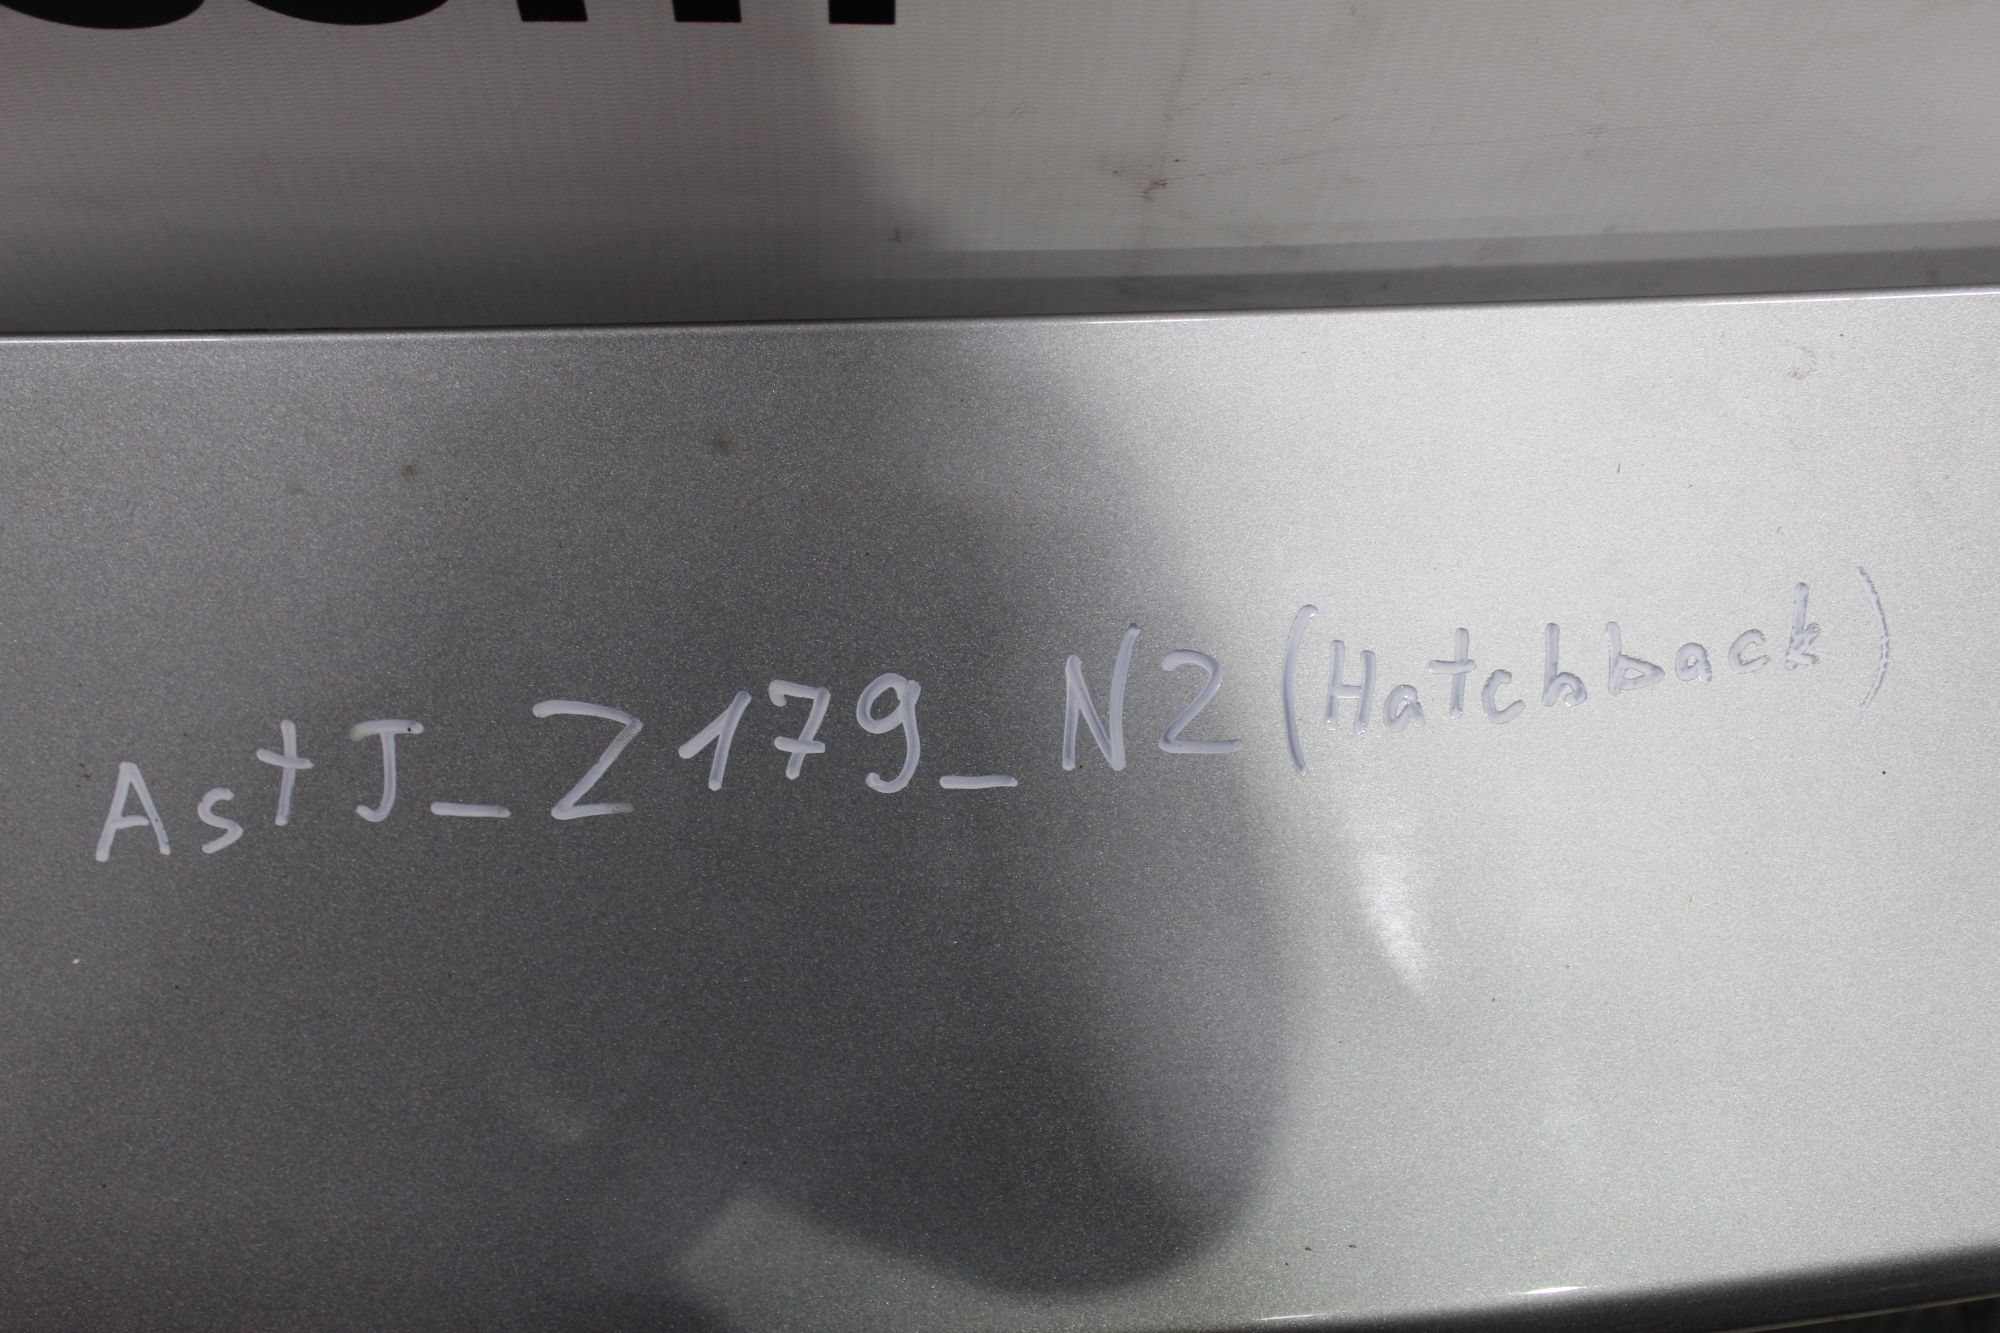 AstJ_Z179_N2 (Hatchback)